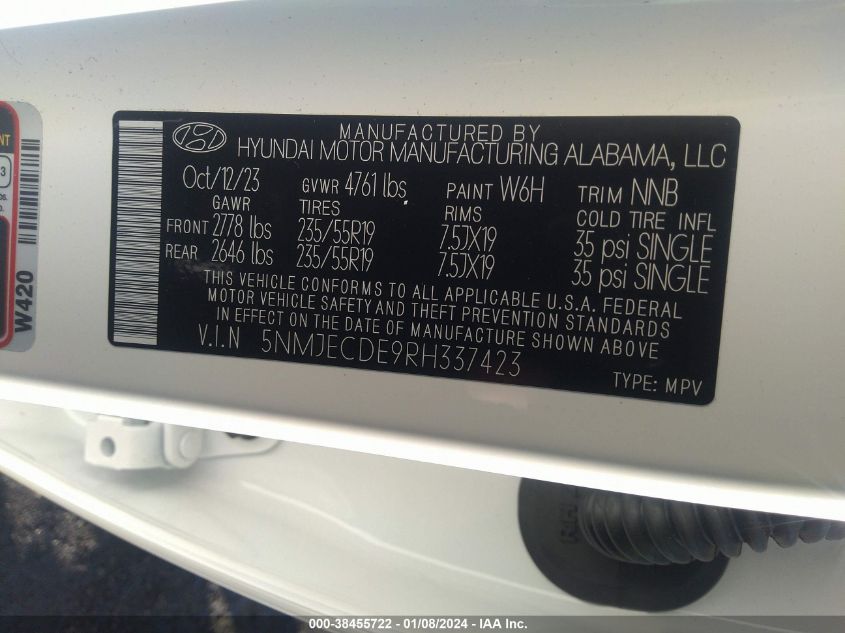 MANUFACTURED BY
HYUNDAI MOTOR MANUFACTURING ALABAMA, LLC
Oct/12/23 GVWR 4761 lbs PAINT W6H TRIM NNB
GAWR TIRES RIMS COLD TIRE INFL
FRONT 2778 lbs 235/55R19 7.5JX19 35 psi SINGLE
REAR 2646 lbs 235/55R19 7.5JX19 35 psi SINGLE
THIS VEHICLE CONFORMS TO ALL APPLICABLE U.S.A. FEDERAL
MOTOR VEHICLE SAFETY AND THEFT PREVENTION STANDARDS
IN EFFECT ON THE DATE OF MANUFACTURE SHOWN ABOVE
V.I.N 5NMJECDE9RH337423
TYPE: MPV
NT
3
W420
000-38455722 - 01/08/2024 - IAA Inc.